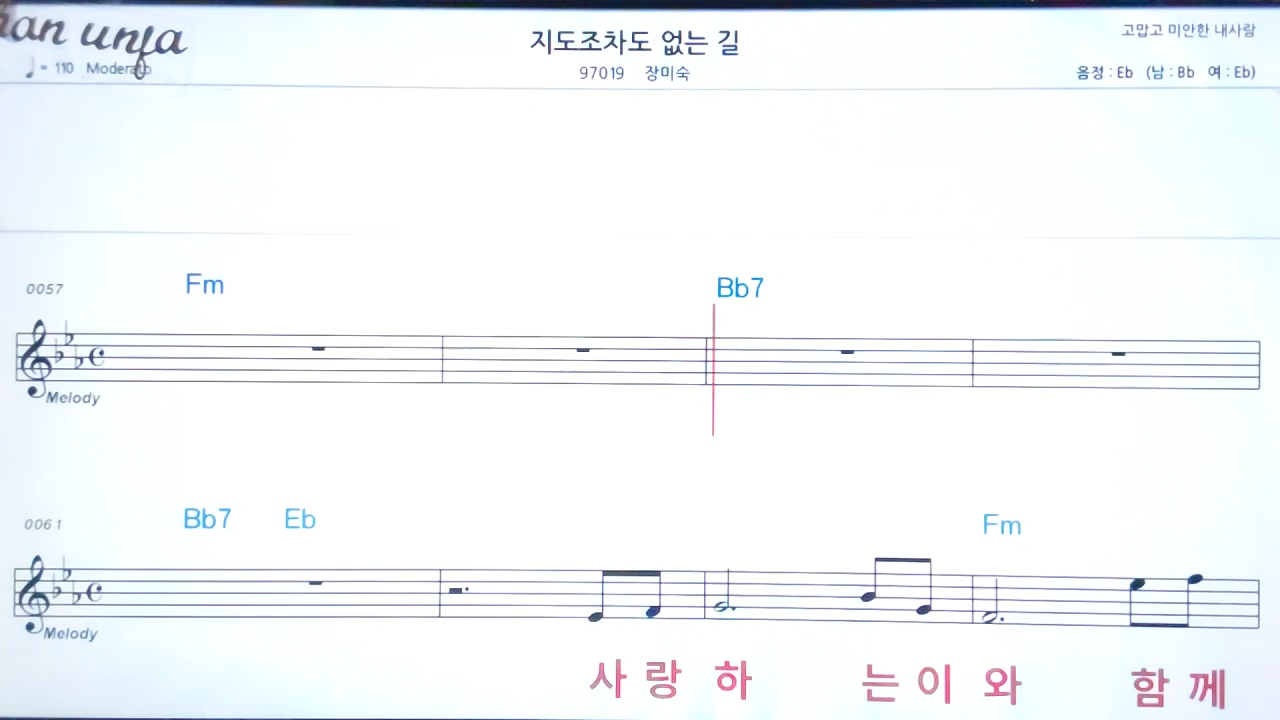 지도조차도 없는 길
고맙고 미안한 내사랑
♩= 110 Moderato
97019 장미숙
음정 : Eb (남 : Bb 여 : Eb)
0057 Fm Bb7
Melody
0061 Bb7 Eb Fm
Melody
사 랑 하 는 이 와 함 께